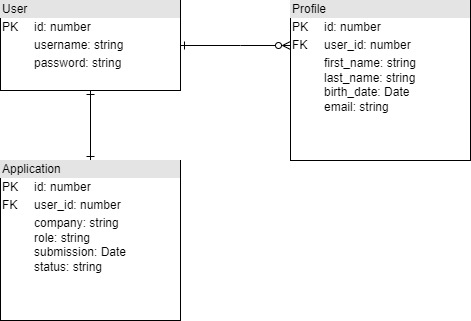 User
PK id: number
username: string
password: string
Profile
PK id: number
FK user_id: number
first_name: string
last_name: string
birth_date: Date
email: string
Application
PK id: number
FK user_id: number
company: string
role: string
submission: Date
status: string